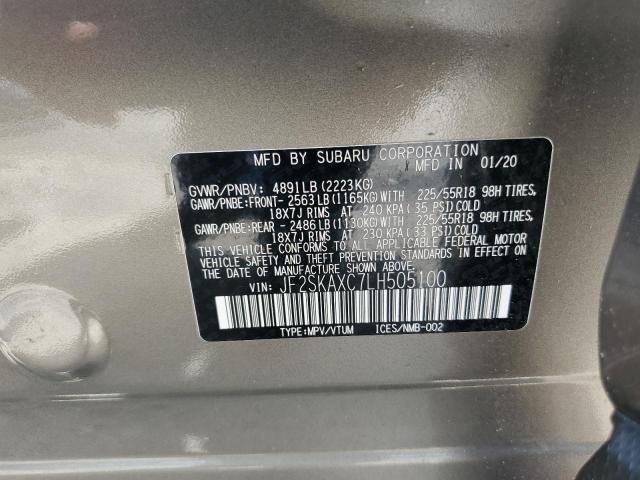 MFD BY SUBARU CORPORATION
MFD IN 01/20
GVWR/PNBV: 4891LB (2223KG)
GAWR/PNBE:FRONT- 2563LB (1165KG) WITH 225/55R18 98H TIRES,
18X7J RIMS AT 240 KPA (35 PSI) COLD
GAWR/PNBE:REAR - 2486LB (1130KG) WITH 225/55R18 98H TIRES,
18X7J RIMS AT 230 KPA (33 PSI) COLD
THIS VEHICLE CONFORMS TO ALL APPLICABLE FEDERAL MOTOR
VEHICLE SAFETY AND THEFT PREVENTION STANDARDS IN EFFECT ON
THE DATE OF MANUFACTURE SHOWN ABOVE.
VIN: JF2SKAXC7LH505100
TYPE:MPV/VTUM ICES/NMB-002